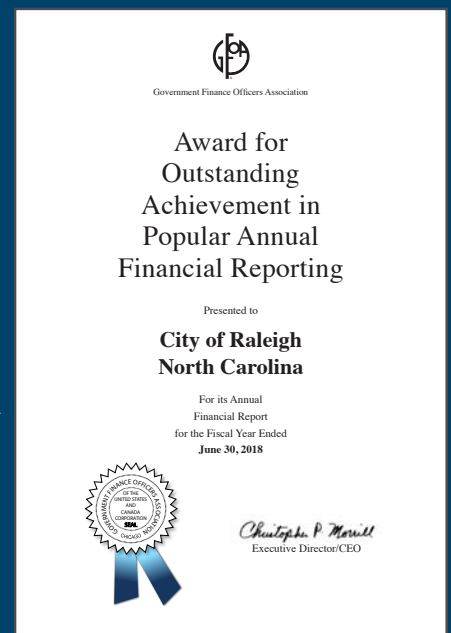 GFOA
Government Finance Officers Association
Award for
Outstanding
Achievement in
Popular Annual
Financial Reporting
Presented to
City of Raleigh
North Carolina
For its Annual
Financial Report
for the Fiscal Year Ended
June 30, 2018
GOVERNMENT FINANCE OFFICERS ASSOCIATION
OF THE
UNITED STATES
AND
CANADA
CORPORATION
SEAL
CHICAGO
Christopher P. Morrill
Executive Director/CEO